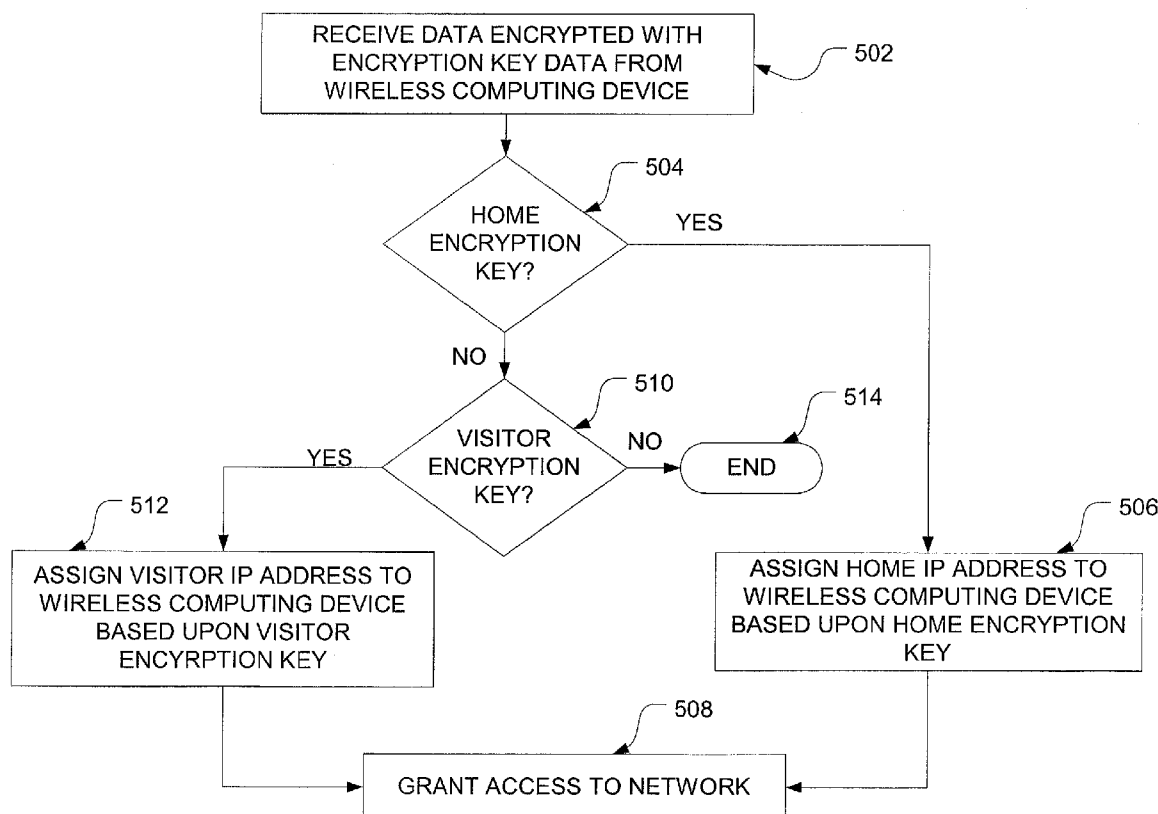 RECEIVE DATA ENCRYPTED WITH
ENCRYPTION KEY DATA FROM
WIRELESS COMPUTING DEVICE
502
504
HOME
ENCRYPTION
KEY?
YES
NO
510
VISITOR
ENCRYPTION
KEY?
YES
NO
514
END
512
ASSIGN VISITOR IP ADDRESS TO
WIRELESS COMPUTING DEVICE
BASED UPON VISITOR
ENCYRPTION KEY
506
ASSIGN HOME IP ADDRESS TO
WIRELESS COMPUTING DEVICE
BASED UPON HOME ENCRYPTION
KEY
508
GRANT ACCESS TO NETWORK